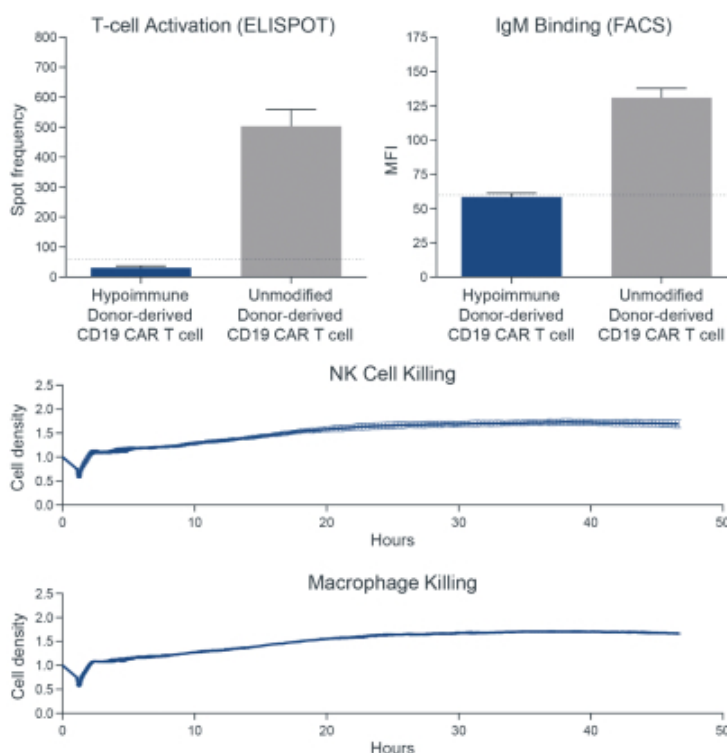 T-cell Activation (ELISPOT)
Spot frequency
800
700
600
500
400
300
200
100
0
Hypoimmune
Donor-derived
CD19 CAR T cell
Unmodified
Donor-derived
CD19 CAR T cell
IgM Binding (FACS)
MFI
175
150
125
100
75
50
25
0
Hypoimmune
Donor-derived
CD19 CAR T cell
Unmodified
Donor-derived
CD19 CAR T cell
NK Cell Killing
Cell density
2.5
2.0
1.5
1.0
0.5
0.0
0 10 20 30 40 50
Hours
Macrophage Killing
Cell density
2.5
2.0
1.5
1.0
0.5
0.0
0 10 20 30 40 50
Hours